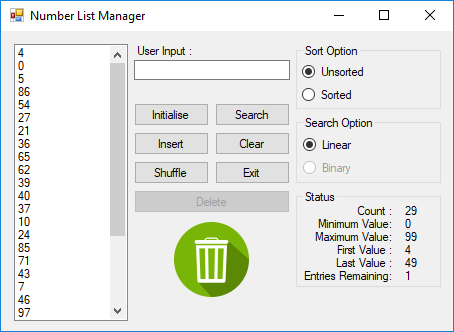 Number List Manager
4
0
5
86
54
27
21
36
65
62
39
40
37
10
24
85
71
43
7
46
97
User Input :
Initialise
Search
Insert
Clear
Shuffle
Exit
Delete
Sort Option
Unsorted
Sorted
Search Option
Linear
Binary
Status
Count : 29
Minimum Value: 0
Maximum Value: 99
First Value : 4
Last Value : 49
Entries Remaining: 1